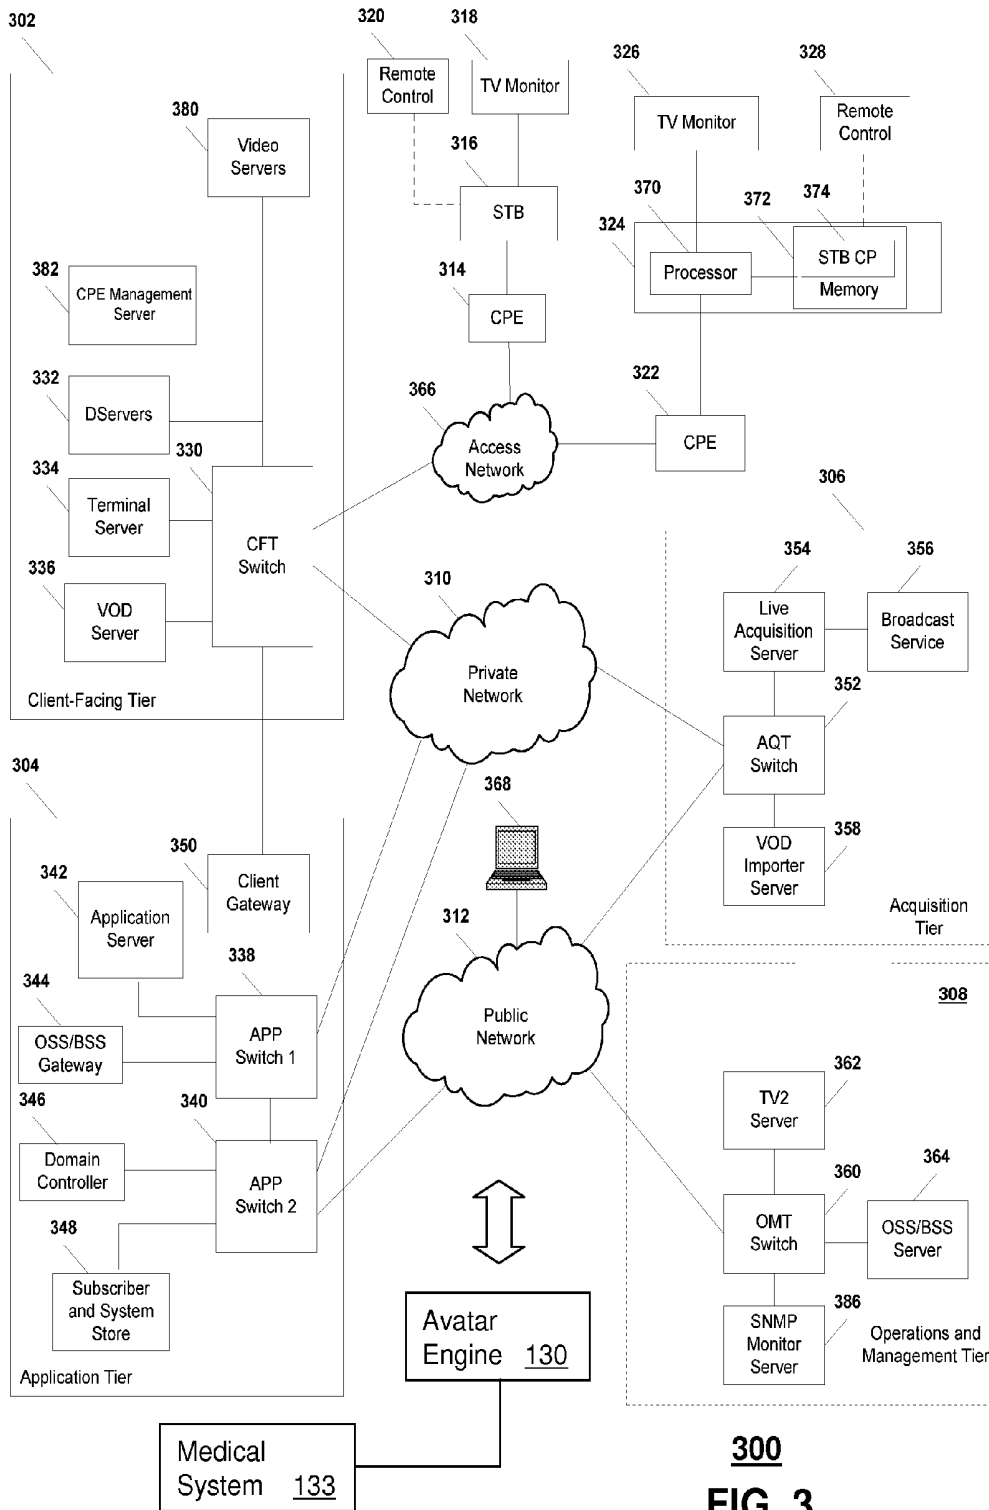 302
320
318
326
328
Remote
Control
TV Monitor
TV Monitor
Remote
Control
380
Video
Servers
316
STB
370
372
374
324
Processor
STB CP
Memory
382
CPE Management
Server
314
CPE
332
DServers
366
322
Access
Network
CPE
330
334
Terminal
Server
CFT
Switch
306
336
VOD
Server
310
354
356
Live
Acquisition
Server
Broadcast
Service
Client-Facing Tier
Private
Network
352
AQT
Switch
304
368
350
Client
Gateway
342
Application
Server
358
VOD
Importer
Server
312
Acquisition
Tier
338
344
OSS/BSS
Gateway
APP
Switch 1
Public
Network
308
346
340
Domain
Controller
APP
Switch 2
362
TV2
Server
348
Subscriber
and System
Store
360
364
OMT
Switch
OSS/BSS
Server
Application Tier
Avatar
Engine 130
386
SNMP
Monitor
Server
Operations and
Management Tier
Medical
System 133
300
FIG. 3